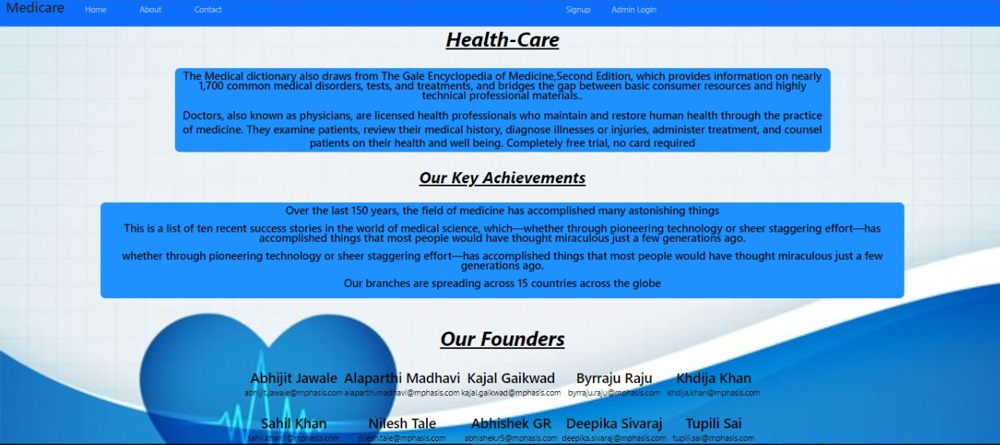 Medicare Home About Contact Signup Admin Login
Health-Care
The Medical dictionary also draws from The Gale Encyclopedia of Medicine,Second Edition, which provides information on nearly
1,700 common medical disorders, tests, and treatments, and bridges the gap between basic consumer resources and highly
technical professional materials..
Doctors, also known as physicians, are licensed health professionals who maintain and restore human health through the practice
of medicine. They examine patients, review their medical history, diagnose illnesses or injuries, administer treatment, and counsel
patients on their health and well being. Completely free trial, no card required
Our Key Achievements
Over the last 150 years, the field of medicine has accomplished many astonishing things
This is a list of ten recent success stories in the world of medical science, which—whether through pioneering technology or sheer staggering effort—has
accomplished things that most people would have thought miraculous just a few generations ago.
whether through pioneering technology or sheer staggering effort—has accomplished things that most people would have thought miraculous just a few
generations ago.
Our branches are spreading across 15 countries across the globe
Our Founders
Abhijit Jawale Alaparthi Madhavi Kajal Gaikwad Byrraju Raju Khdija Khan
abhijit.jawale@mphasis.com alaparthi.madhavi@mphasis.com kajal.gaikwad@mphasis.com byrraju.raju@mphasis.com khdija.khan@mphasis.com
Sahil Khan Nilesh Tale Abhishek GR Deepika Sivaraj Tupili Sai
sahil.khan1@mphasis.com nilesh.tale@mphasis.com abhishek.r5@mphasis.com deepika.sivaraj@mphasis.com tupili.sai@mphasis.com